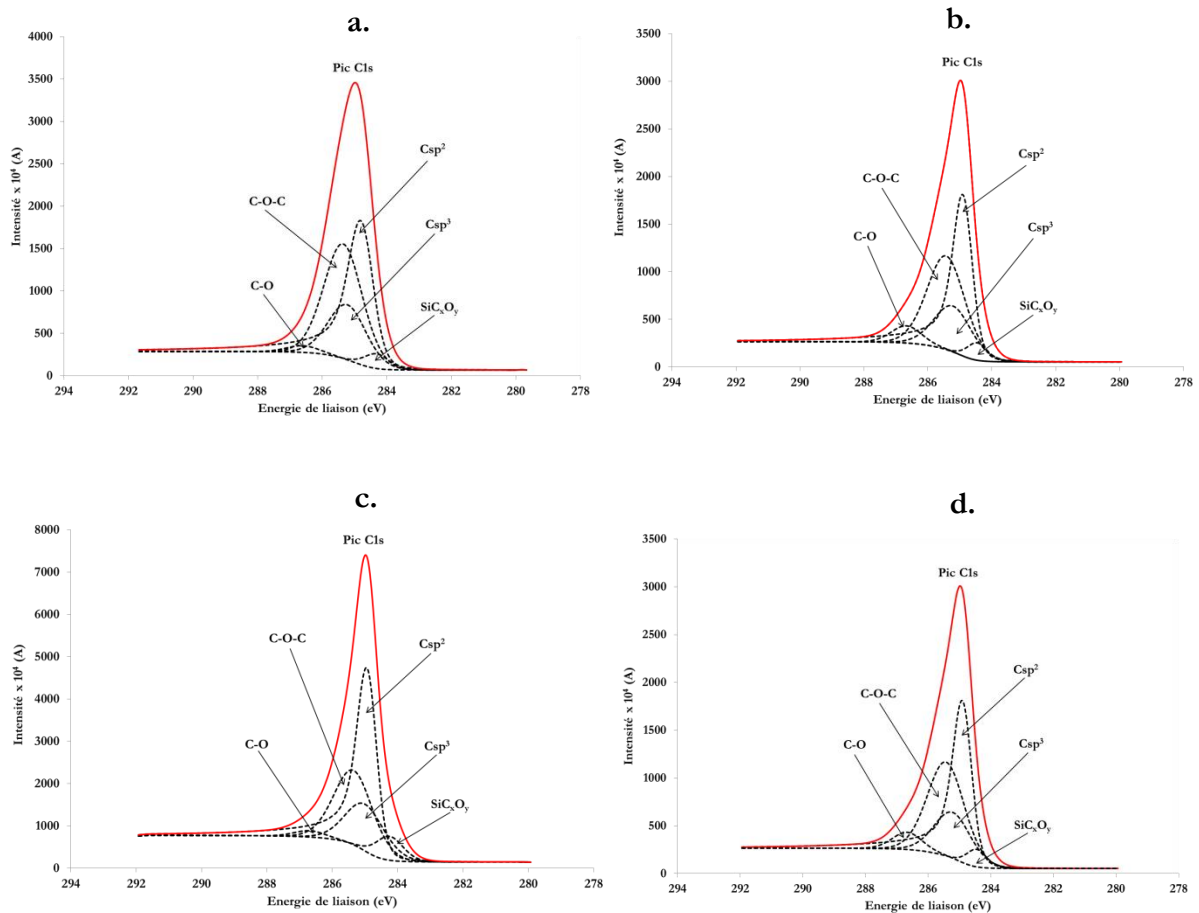 a.
4000
3500
3000
2500
2000
1500
1000
500
0
294
292
290
288
286
284
282
280
278
Intensité x 10⁴ (A)
Energie de liaison (eV)
Pic C1s
Csp²
C-O-C
Csp³
C-O
SiCₓOᵧ
b.
3500
3000
2500
2000
1500
1000
500
0
294
292
290
288
286
284
282
280
278
Intensité x 10⁴ (A)
Energie de liaison (eV)
Pic C1s
Csp²
C-O-C
Csp³
C-O
SiCₓOᵧ
c.
8000
7000
6000
5000
4000
3000
2000
1000
0
294
292
290
288
286
284
282
280
278
Intensité x 10⁴ (A)
Energie de liaison (eV)
Pic C1s
C-O-C
Csp²
C-O
Csp³
SiCₓOᵧ
d.
3500
3000
2500
2000
1500
1000
500
0
294
292
290
288
286
284
282
280
278
Intensité x 10⁴ (A)
Energie de liaison (eV)
Pic C1s
Csp²
C-O-C
Csp³
C-O
SiCₓOᵧ